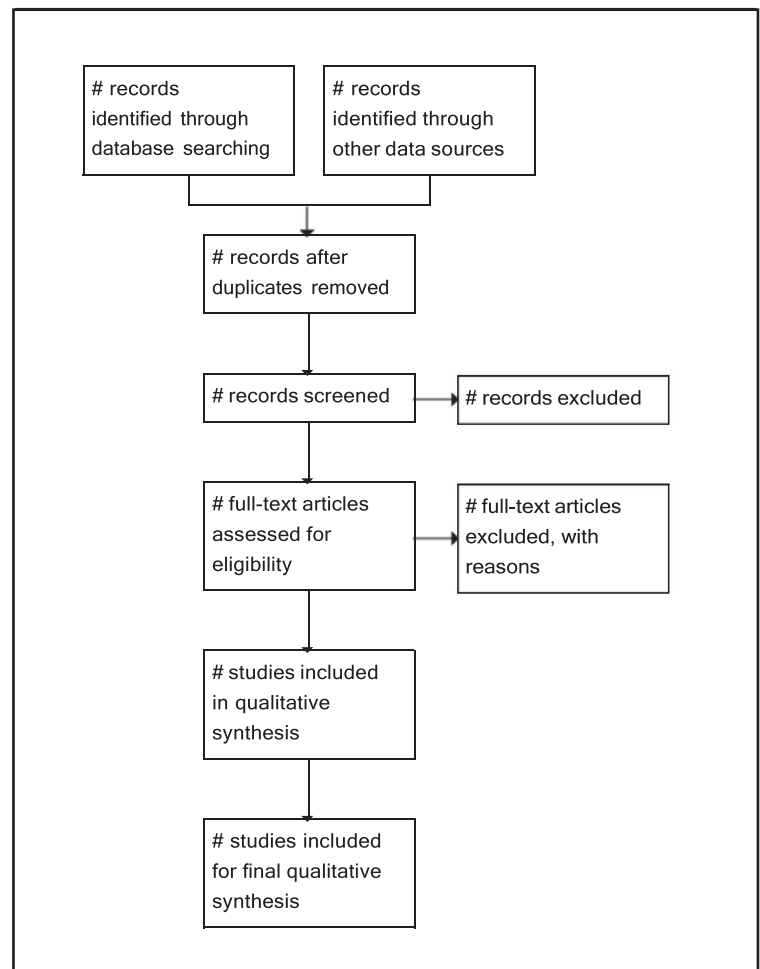 # records
identified through
database searching
# records
identified through
other data sources
# records after
duplicates removed
# records screened
# records excluded
# full-text articles
assessed for
eligibility
# full-text articles
excluded, with
reasons
# studies included
in qualitative
synthesis
# studies included
for final qualitative
synthesis